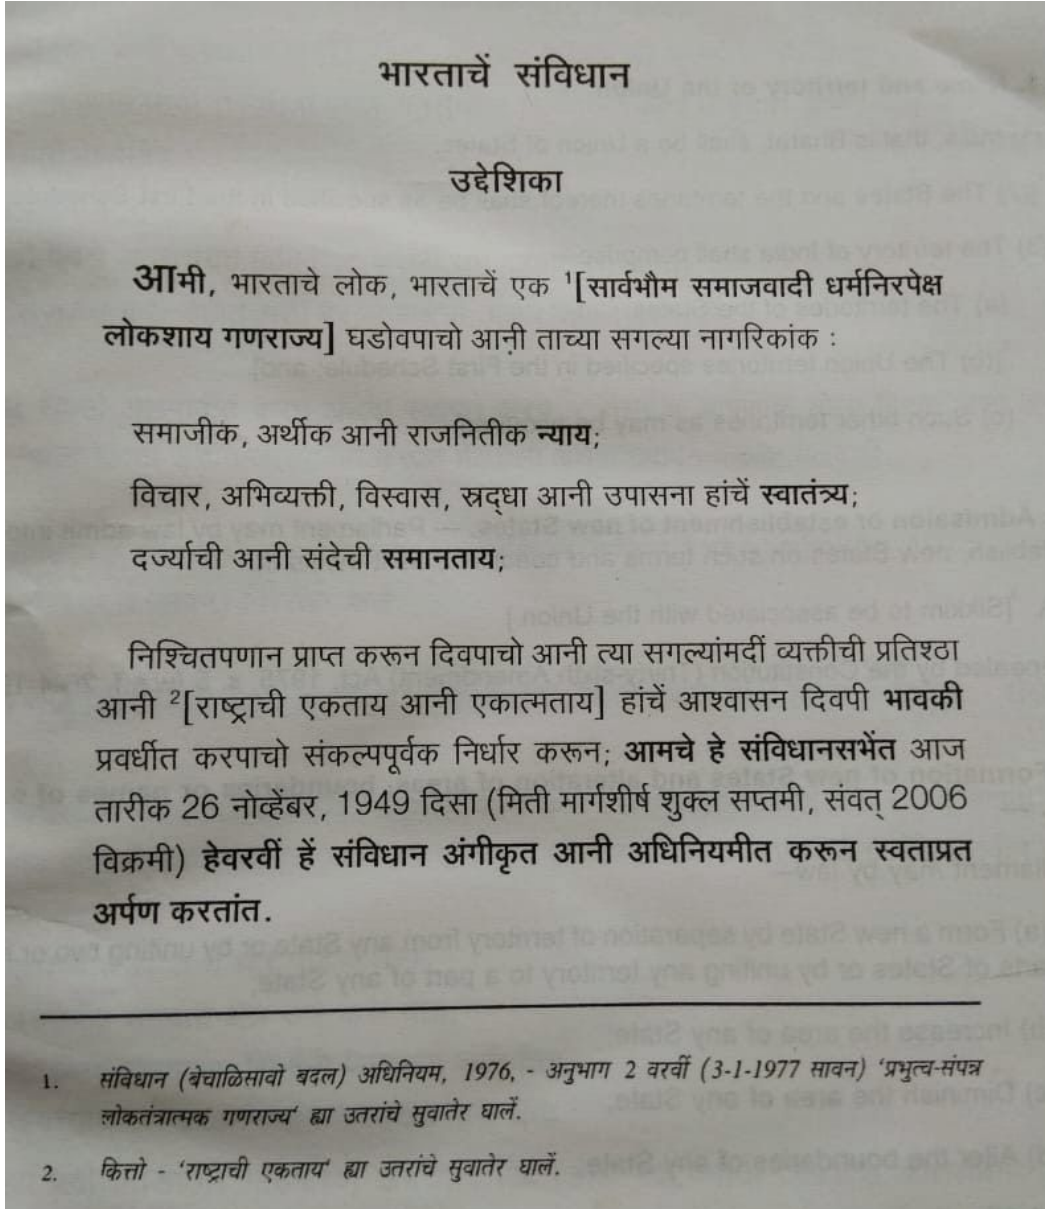 भारताचें संविधान
उद्देशिका
आमी, भारताचे लोक, भारताचें एक ¹[सार्वभौम समाजवादी धर्मनिरपेक्ष
लोकशाय गणराज्य] घडोवपाचो आनी ताच्या सगल्या नागरिकांक :
समाजीक, अर्थीक आनी राजनितीक न्याय;
विचार, अभिव्यक्ती, विस्वास, स्रद्धा आनी उपासना हांचें स्वातंत्र्य;
दर्ज्याची आनी संदेची समानताय;
निश्चितपणान प्राप्त करून दिवपाचो आनी त्या सगल्यांमदीं व्यक्तीची प्रतिश्ठा
आनी ²[राष्ट्राची एकताय आनी एकात्मताय] हांचें आश्वासन दिवपी भावकी
प्रवर्धीत करपाचो संकल्पपूर्वक निर्धार करून; आमचे हे संविधानसभेंत आज
तारीक 26 नोव्हेंबर, 1949 दिसा (मिती मार्गशीर्ष शुक्ल सप्तमी, संवत् 2006
विक्रमी) हेवरवीं हें संविधान अंगीकृत आनी अधिनियमीत करून स्वताप्रत
अर्पण करतांत.
1. संविधान (बेचाळिसावो बदल) अधिनियम, 1976, - अनुभाग 2 वरवीं (3-1-1977 सावन) 'प्रभुत्व-संपन्न
लोकतंत्रात्मक गणराज्य' ह्या उतरांचे सुवातेर घालें.
2. कित्तो - 'राष्ट्राची एकताय' ह्या उतरांचे सुवातेर घालें.